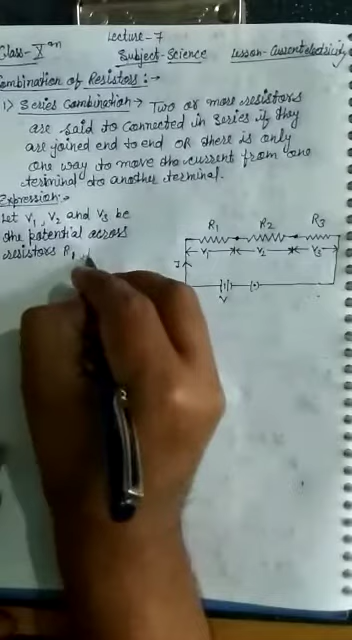 Lecture-7
Class-Xth Subject-Science Lesson-Current electricity
Combination of Resistors:→
1) Series Combination→ Two or more resistors
are said to connected in Series if they
are joined end to end OR there is only
one way to move the current from one
terminal to another terminal.
Expression:→
Let V1, V2 and V3 be
the potential across
resistors R1
R1 R2 R3
V1 V2 V3
I
V